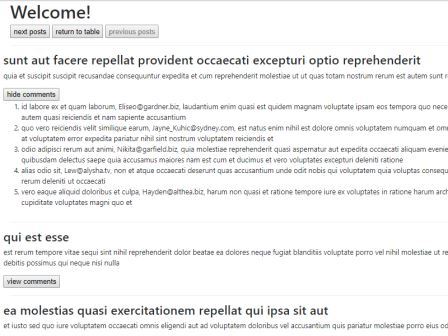 Welcome!
next posts return to table previous posts
sunt aut facere repellat provident occaecati excepturi optio reprehenderit
quia et suscipit suscipit recusandae consequuntur expedita et cum reprehenderit molestiae ut ut quas totam nostrum rerum est autem sunt
hide comments
1. id labore ex et quam laborum, Eliseo@gardner.biz, laudantium enim quasi est quidem magnam voluptate ipsam eos tempora quo nece
autem quasi reiciendis et nam sapiente accusantium
2. quo vero reiciendis velit similique earum, Jayne_Kuhic@sydney.com, est natus enim nihil est dolore omnis voluptatem numquam et om
at voluptatem error expedita pariatur nihil sint nostrum voluptatem reiciendis et
3. odio adipisci rerum aut animi, Nikita@garfield.biz, quia molestiae reprehenderit quasi aspernatur aut expedita occaecati aliquam evenie
quibusdam delectus saepe quia accusamus maiores nam est cum et ducimus et vero voluptates excepturi deleniti ratione
4. alias odio sit, Lew@alysha.tv, non et atque occaecati deserunt quas accusantium unde odit nobis qui voluptatem quia voluptas consequ
rerum deleniti ut occaecati
5. vero eaque aliquid doloribus et culpa, Hayden@althea.biz, harum non quasi et ratione tempore iure ex voluptates in ratione harum arch
cupiditate voluptates magni quo et
qui est esse
est rerum tempore vitae sequi sint nihil reprehenderit dolor beatae ea dolores neque fugiat blanditiis voluptate porro vel nihil molestiae ut re
debitis possimus qui neque nisi nulla
view comments
ea molestias quasi exercitationem repellat qui ipsa sit aut
et iusto sed quo iure voluptatem occaecati omnis eligendi aut ad voluptatem doloribus vel accusantium quis pariatur molestiae porro eius o